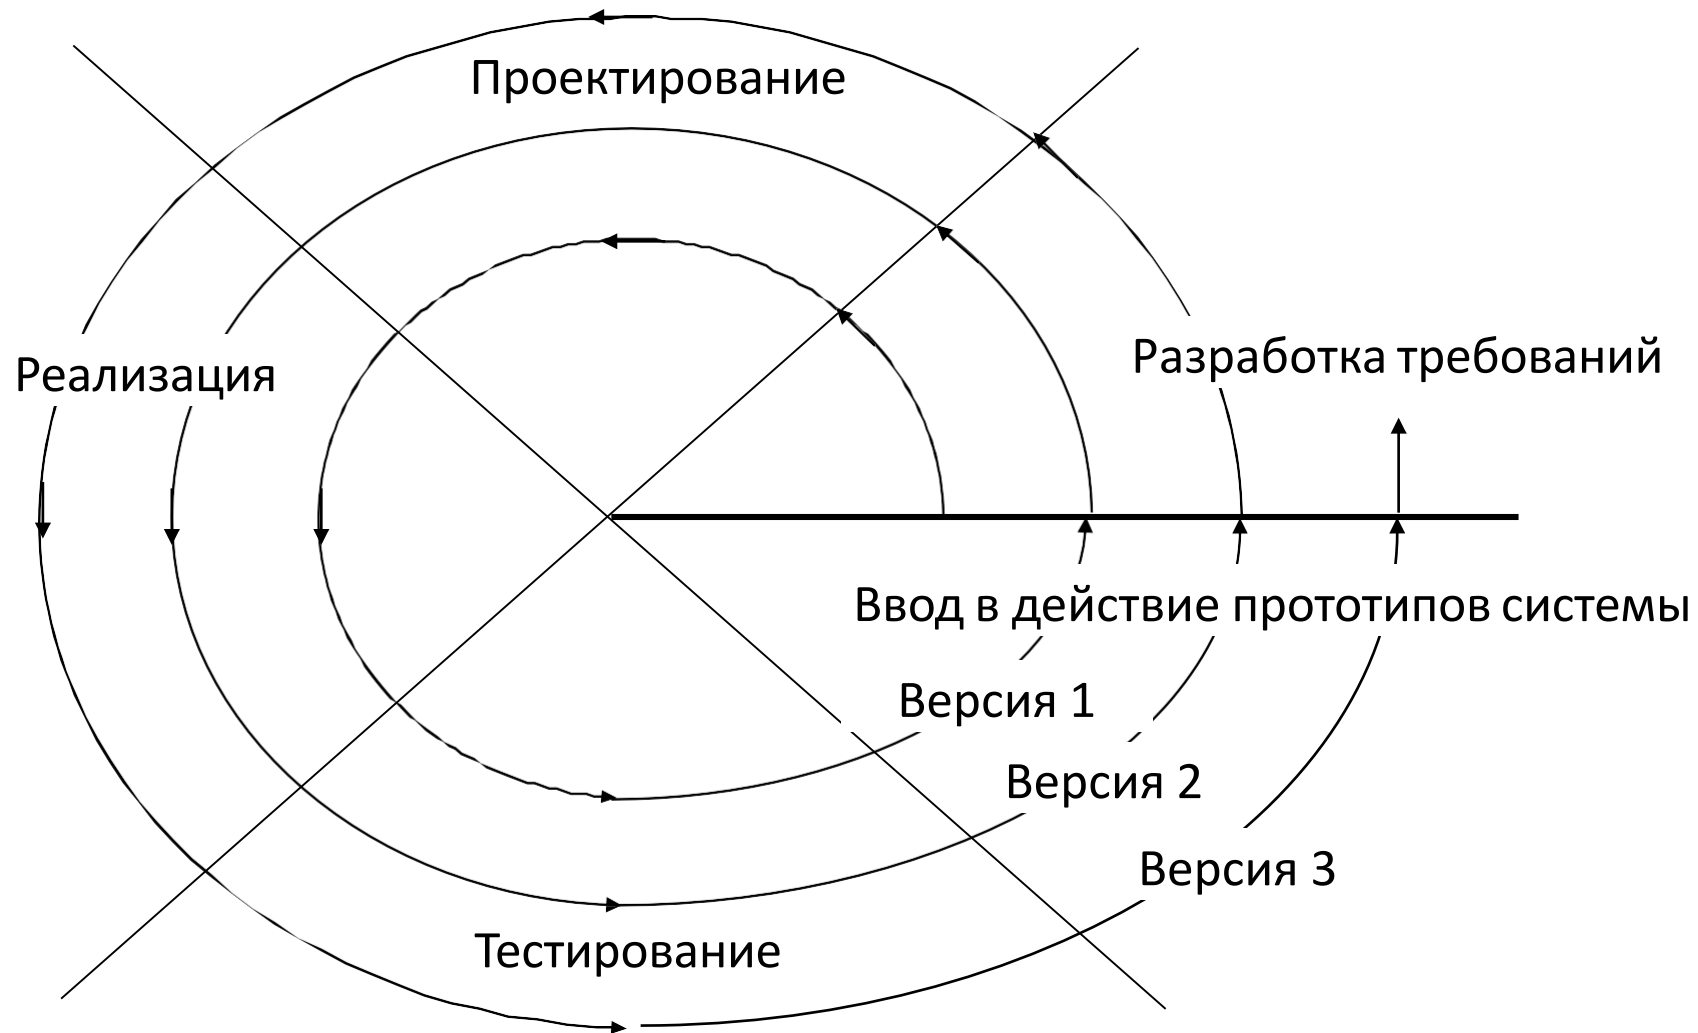 Проектирование
Разработка требований
Реализация
Ввод в действие прототипов системы
Версия 1
Версия 2
Версия 3
Тестирование